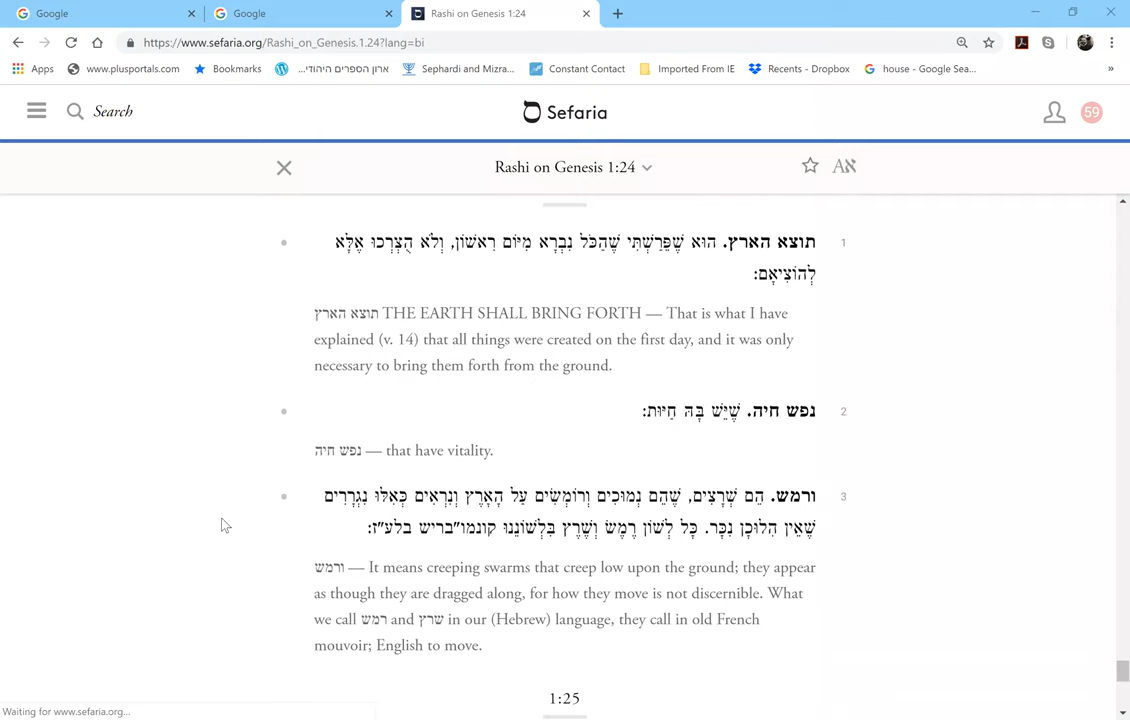 Google
Google
Rashi on Genesis 1:24
https://www.sefaria.org/Rashi_on_Genesis.1.24?lang=bi
Apps www.plusportals.com Bookmarks ארון הספרים היהודי... Sephardi and Mizra... Constant Contact Imported From IE Recents - Dropbox house - Google Sea... »
Search
Sefaria
59
Rashi on Genesis 1:24
אA
1
תוצא הארץ. הוּא שֶׁפֵּרַשְׁתִּי שֶׁהַכֹּל נִבְרָא מִיּוֹם רִאשׁוֹן, וְלֹא הֻצְרְכוּ אֶלָּא
לְהוֹצִיאָם:
תוצא הארץ THE EARTH SHALL BRING FORTH — That is what I have
explained (v. 14) that all things were created on the first day, and it was only
necessary to bring them forth from the ground.
2
נפש חיה. שֶׁיֵּשׁ בָּהּ חַיּוּת:
נפש חיה — that have vitality.
3
ורמש. הֵם שְׁרָצִים, שֶׁהֵם נְמוּכִים וְרוֹמְשִׂים עַל הָאָרֶץ וְנִרְאִים כְּאִלּוּ נִגְרָרִים
שֶׁאֵין הִלּוּכָן נִכָּר. כָּל לְשׁוֹן רֶמֶשׂ וְשֶׁרֶץ בִּלְשׁוֹנֵנוּ קונמו"בריש בלע"ז:
ורמש — It means creeping swarms that creep low upon the ground; they appear
as though they are dragged along, for how they move is not discernible. What
we call רמש and שרץ in our (Hebrew) language, they call in old French
mouvoir; English to move.
1:25
Waiting for www.sefaria.org...